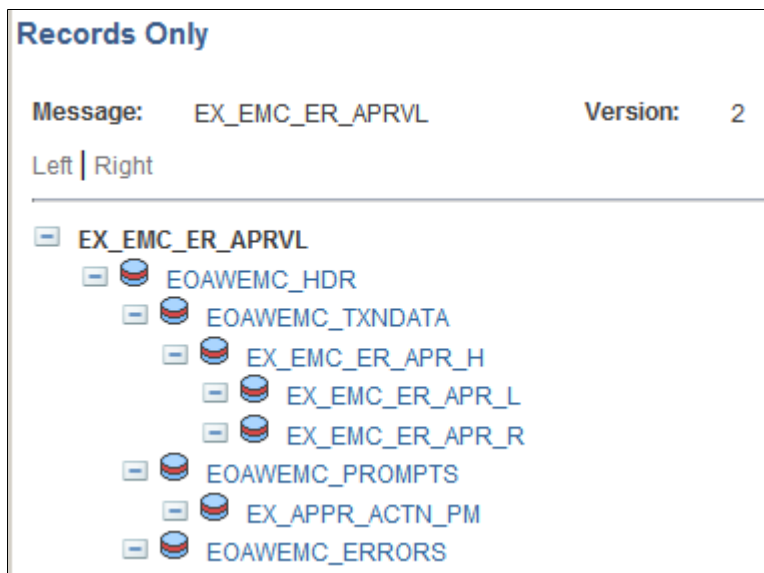 Records Only
Message: EX_EMC_ER_APRVL Version: 2
Left | Right
EX_EMC_ER_APRVL
EOAWEMC_HDR
EOAWEMC_TXNDATA
EX_EMC_ER_APR_H
EX_EMC_ER_APR_L
EX_EMC_ER_APR_R
EOAWEMC_PROMPTS
EX_APPR_ACTN_PM
EOAWEMC_ERRORS